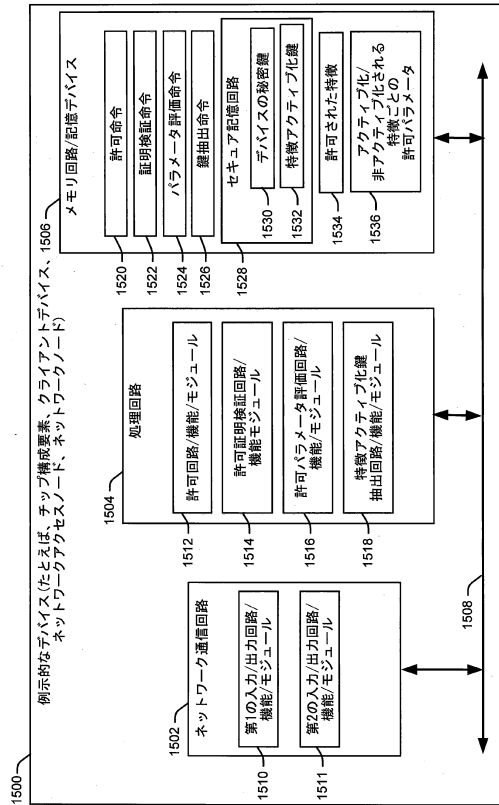 1500
例示的なデバイス(たとえば、チップ構成要素、クライアントデバイス、
ネットワークアクセスノード、ネットワークノード)
1502
ネットワーク通信回路
第1の入力/出力回路/
機能/モジュール
1510
第2の入力/出力回路/
機能/モジュール
1511
1504
処理回路
許可回路/機能/モジュール
1512
許可証明検証回路/
機能モジュール
1514
許可パラメータ評価回路/
機能/モジュール
1516
特徴アクティブ化鍵
抽出回路/機能/モジュール
1518
1506
メモリ回路/記憶デバイス
許可命令
1520
証明検証命令
1522
パラメータ評価命令
1524
鍵抽出命令
1526
セキュア記憶回路
1528
デバイスの秘密鍵
1530
特徴アクティブ化鍵
1532
許可された特徴
1534
アクティブ化/
非アクティブ化される
特徴ごとの
許可パラメータ
1536
1508